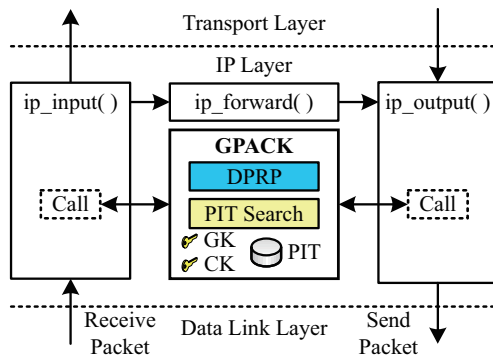 Transport Layer
IP Layer
ip_input( )
ip_forward( )
ip_output( )
GPACK
DPRP
Call
PIT Search
Call
GK
CK
PIT
Receive
Packet
Data Link Layer
Send
Packet